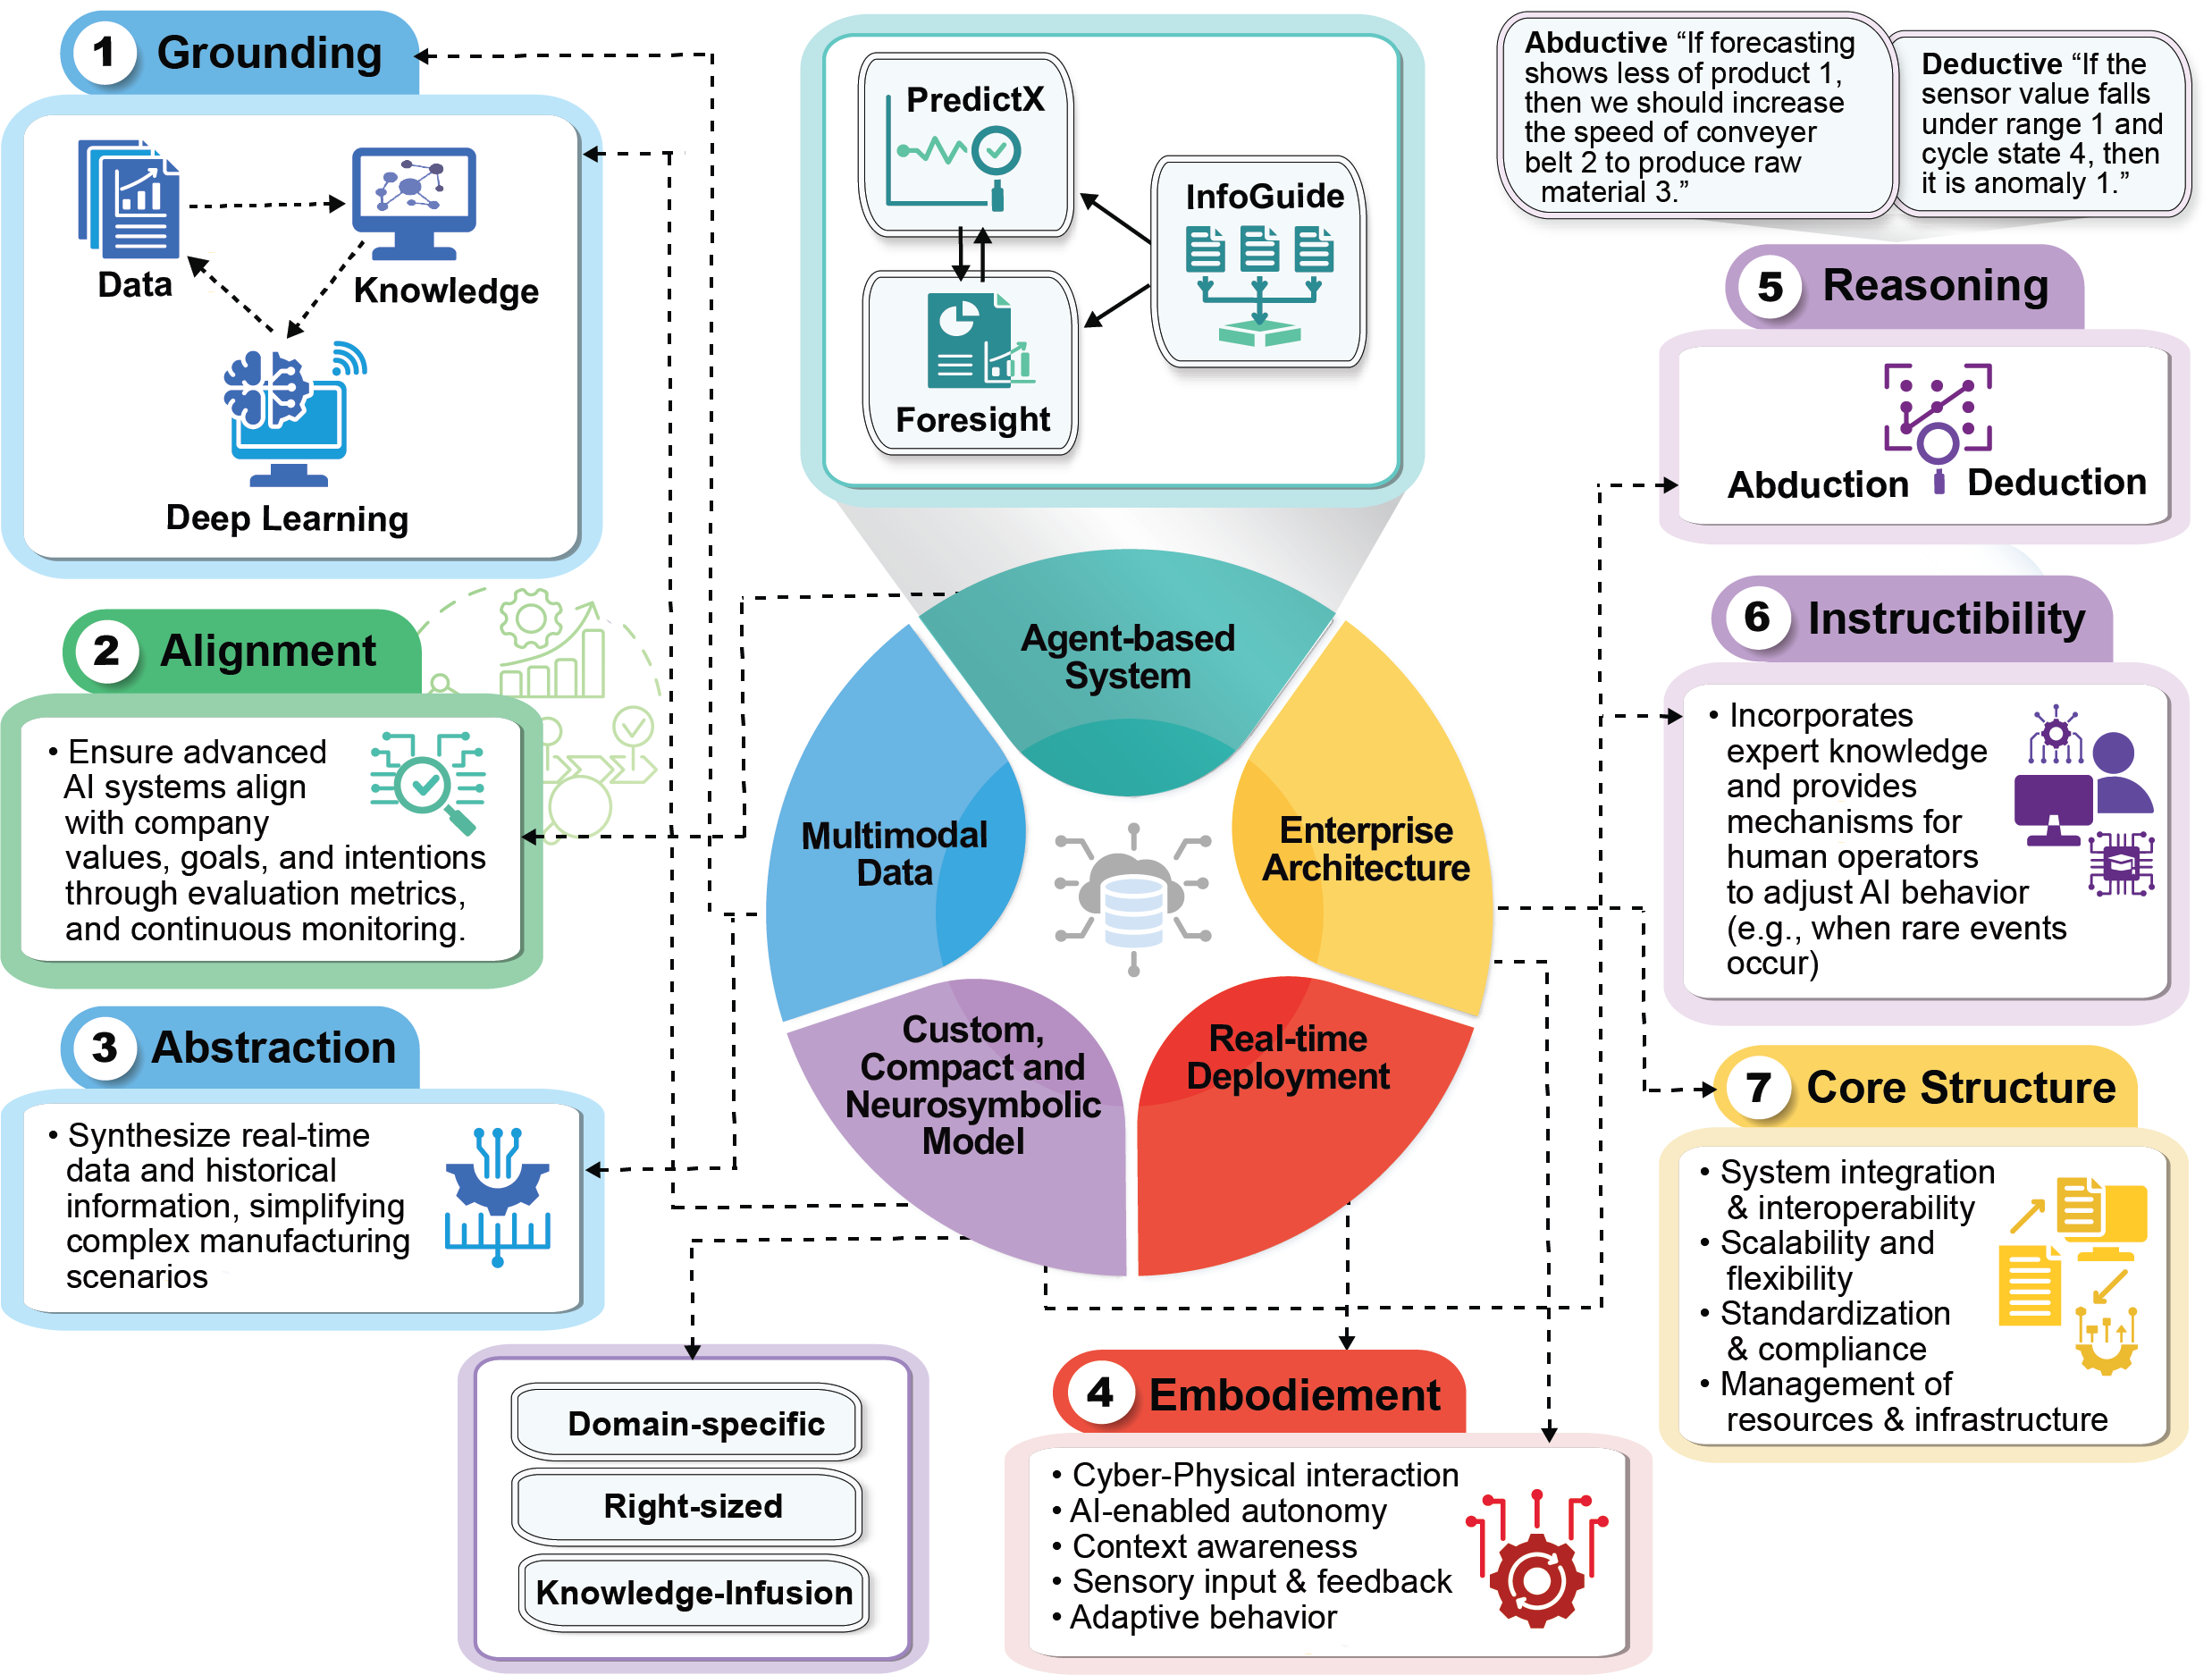 1 Grounding
Data
Knowledge
Deep Learning
2 Alignment
• Ensure advanced
AI systems align
with company
values, goals, and intentions
through evaluation metrics,
and continuous monitoring.
3 Abstraction
• Synthesize real-time
data and historical
information, simplifying
complex manufacturing
scenarios
PredictX
InfoGuide
Foresight
Agent-based
System
Multimodal
Data
Enterprise
Architecture
Custom,
Compact and
Neurosymbolic
Model
Real-time
Deployment
Domain-specific
Right-sized
Knowledge-Infusion
4 Embodiement
• Cyber-Physical interaction
• AI-enabled autonomy
• Context awareness
• Sensory input & feedback
• Adaptive behavior
Abductive “If forecasting
shows less of product 1,
then we should increase
the speed of conveyer
belt 2 to produce raw
material 3.”
Deductive “If the
sensor value falls
under range 1 and
cycle state 4, then
it is anomaly 1.”
5 Reasoning
Abduction
Deduction
6 Instructibility
• Incorporates
expert knowledge
and provides
mechanisms for
human operators
to adjust AI behavior
(e.g., when rare events
occur)
7 Core Structure
• System integration
& interoperability
• Scalability and
flexibility
• Standardization
& compliance
• Management of
resources & infrastructure